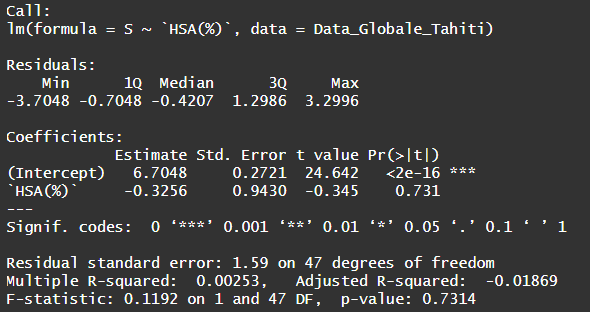 Call:
lm(formula = S ~ `HSA(%)`, data = Data_Globale_Tahiti)
Residuals:
Min 1Q Median 3Q Max
-3.7048 -0.7048 -0.4207 1.2986 3.2996
Coefficients:
Estimate Std. Error t value Pr(>|t|)
(Intercept) 6.7048 0.2721 24.642 <2e-16 ***
`HSA(%)` -0.3256 0.9430 -0.345 0.731
---
Signif. codes: 0 ‘***’ 0.001 ‘**’ 0.01 ‘*’ 0.05 ‘.’ 0.1 ‘ ’ 1
Residual standard error: 1.59 on 47 degrees of freedom
Multiple R-squared: 0.00253, Adjusted R-squared: -0.01869
F-statistic: 0.1192 on 1 and 47 DF, p-value: 0.7314